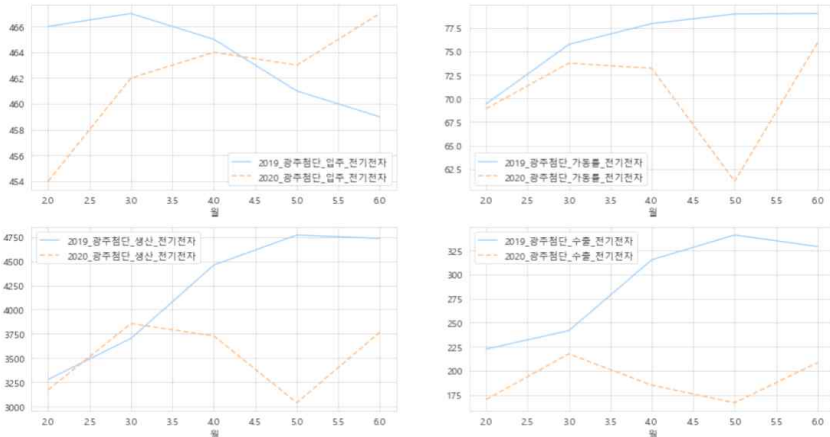 466
464
462
460
458
456
454
2019_광주첨단_입주_전기전자
2020_광주첨단_입주_전기전자
2.0 2.5 3.0 3.5 4.0 4.5 5.0 5.5 6.0
월
77.5
75.0
72.5
70.0
67.5
65.0
62.5
2019_광주첨단_가동률_전기전자
2020_광주첨단_가동률_전기전자
2.0 2.5 3.0 3.5 4.0 4.5 5.0 5.5 6.0
월
4750
4500
4250
4000
3750
3500
3250
3000
2019_광주첨단_생산_전기전자
2020_광주첨단_생산_전기전자
2.0 2.5 3.0 3.5 4.0 4.5 5.0 5.5 6.0
월
325
300
275
250
225
200
175
2019_광주첨단_수출_전기전자
2020_광주첨단_수출_전기전자
2.0 2.5 3.0 3.5 4.0 4.5 5.0 5.5 6.0
월